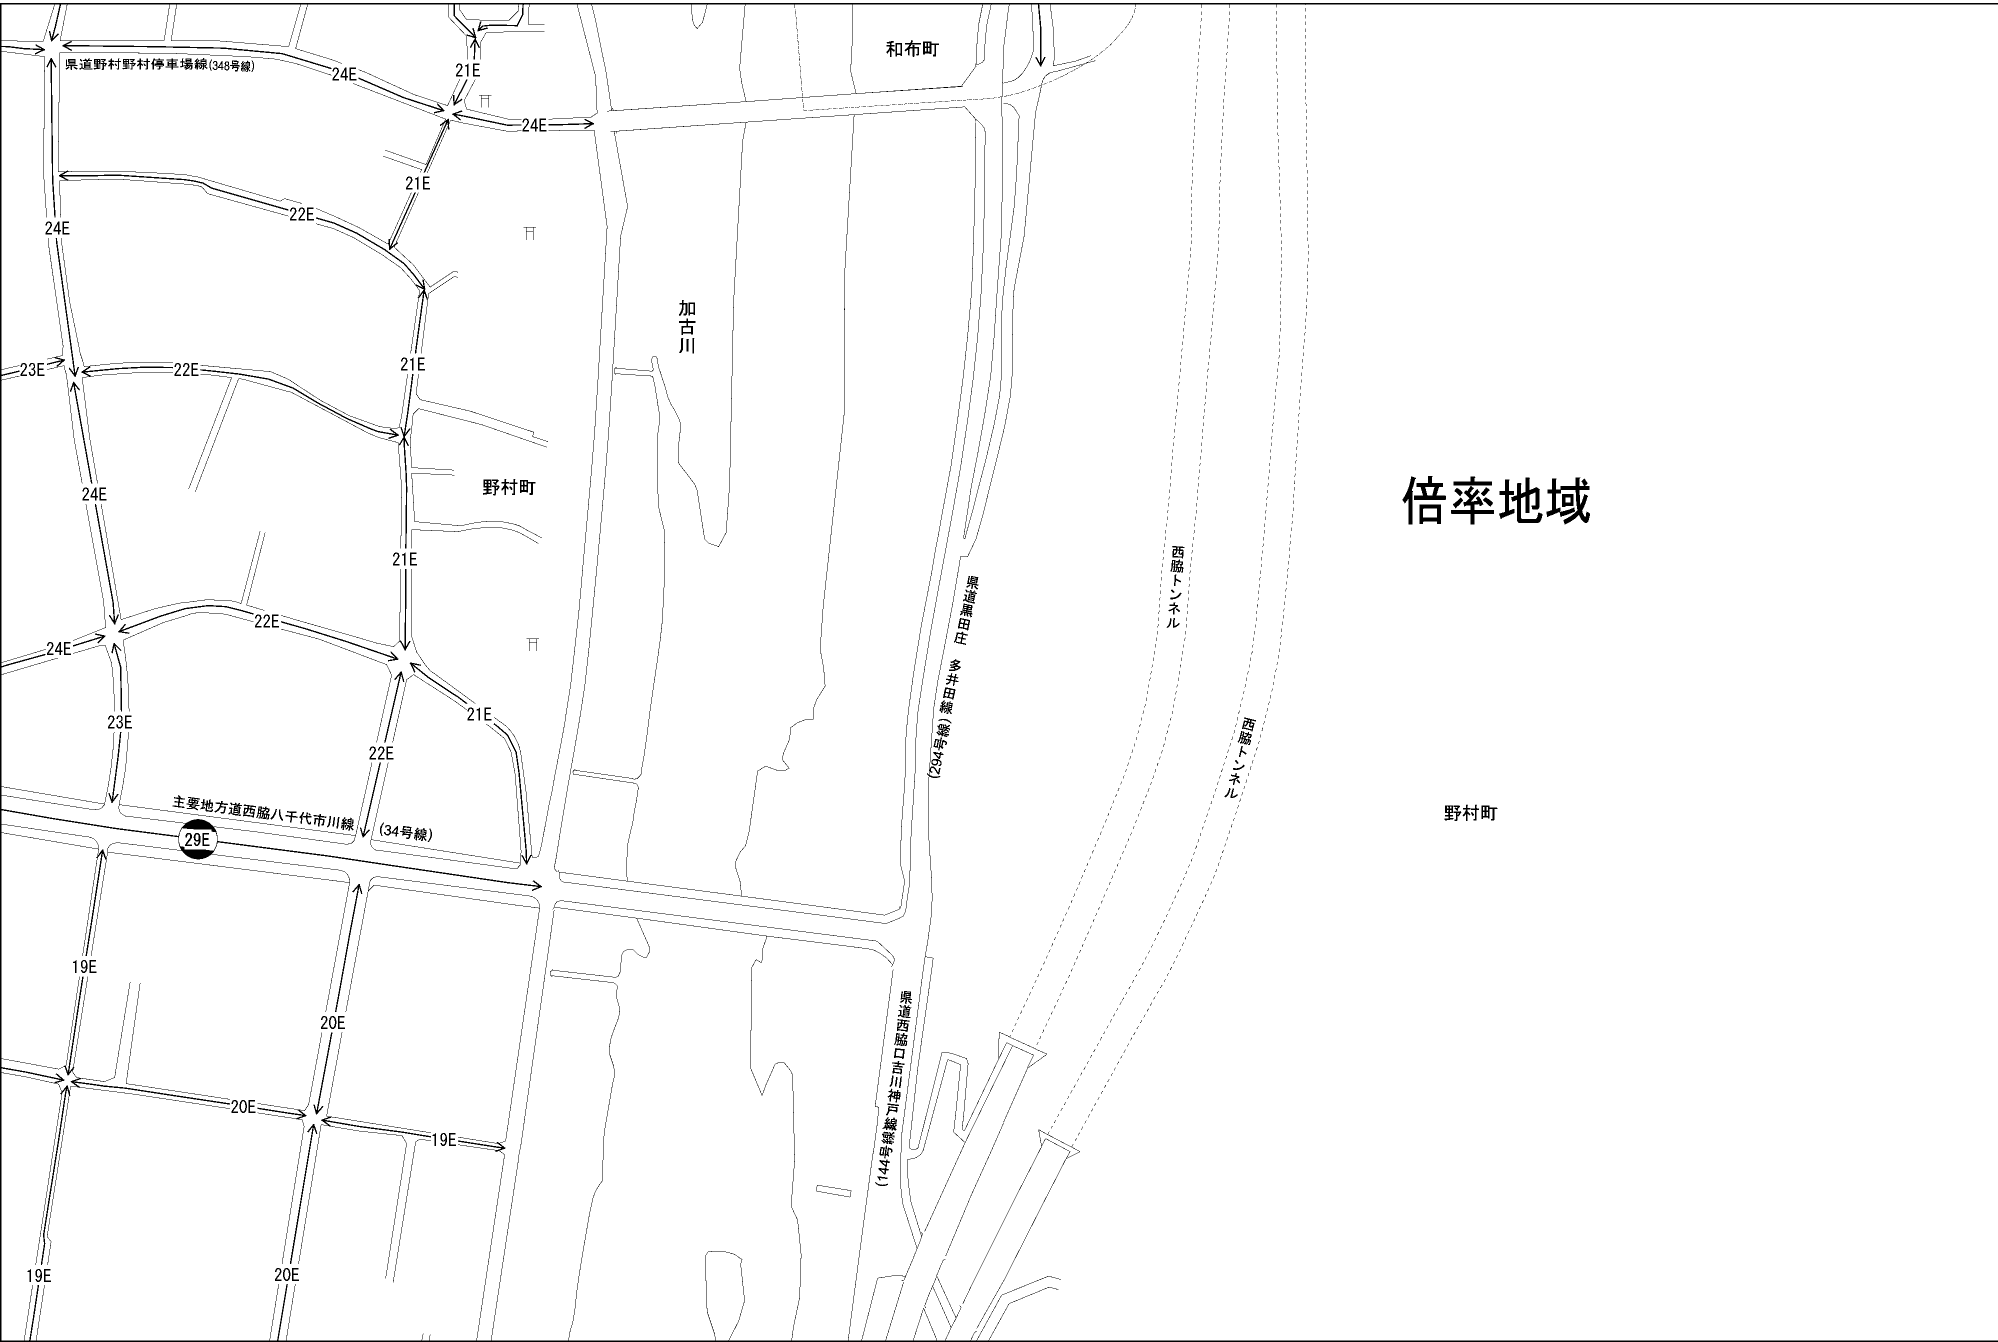 和布町
県道野村野村停車場線(348号線)
24E
21E
24E
21E
22E
24E
加古川
21E
23E
22E
野村町
24E
倍率地域
21E
西脇トンネル
県道黒田庄 多井田線
(294号線)
22E
24E
21E
23E
22E
西脇トンネル
主要地方道西脇八千代市川線 (34号線)
29E
野村町
19E
20E
県道西脇口吉川神戸線
(144号線)
20E
19E
19E
20E